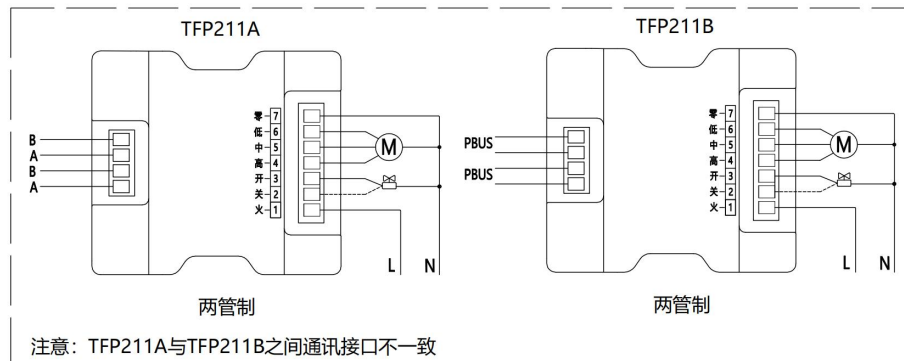 TFP211A
零 7
低 6
中 5
高 4
开 3
关 2
火 1
B
A
B
A
M
L N
两管制
TFP211B
零 7
低 6
中 5
高 4
开 3
关 2
火 1
PBUS
PBUS
M
L N
两管制
注意：TFP211A与TFP211B之间通讯接口不一致